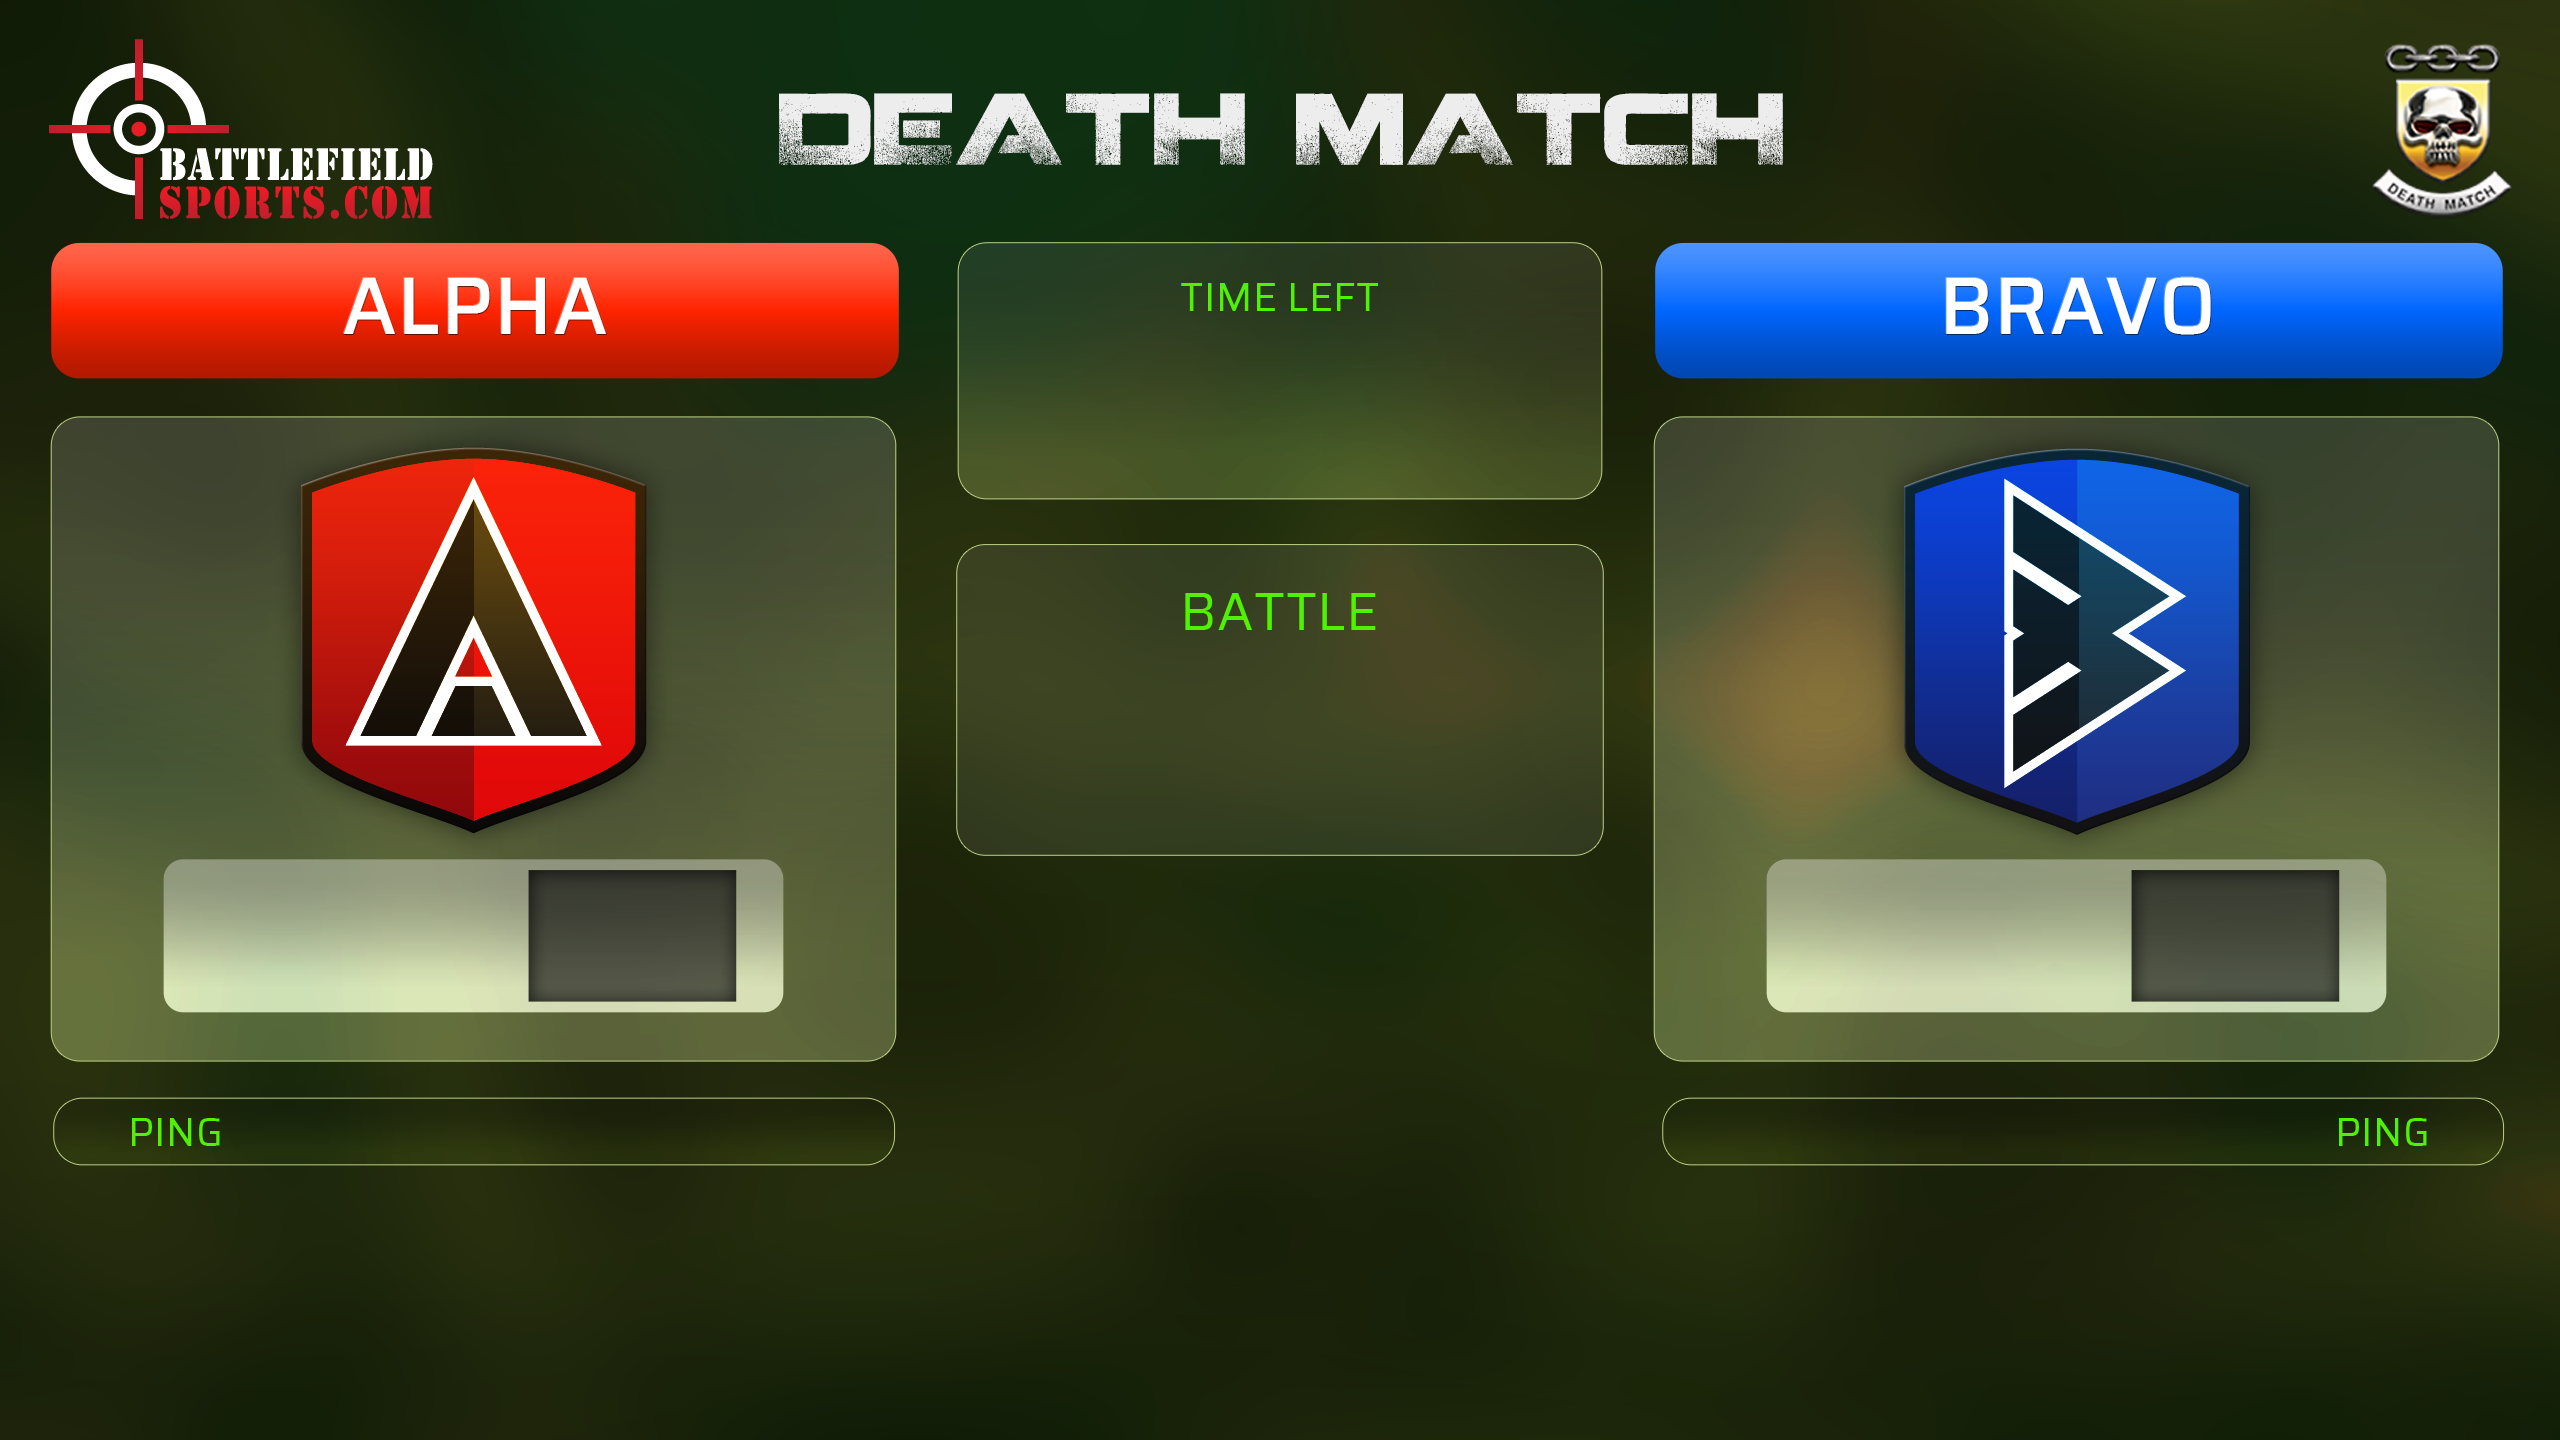 BATTLEFIELD
SPORTS.COM
DEATH MATCH
DEATH MATCH
ALPHA
TIME LEFT
BRAVO
BATTLE
PING
PING